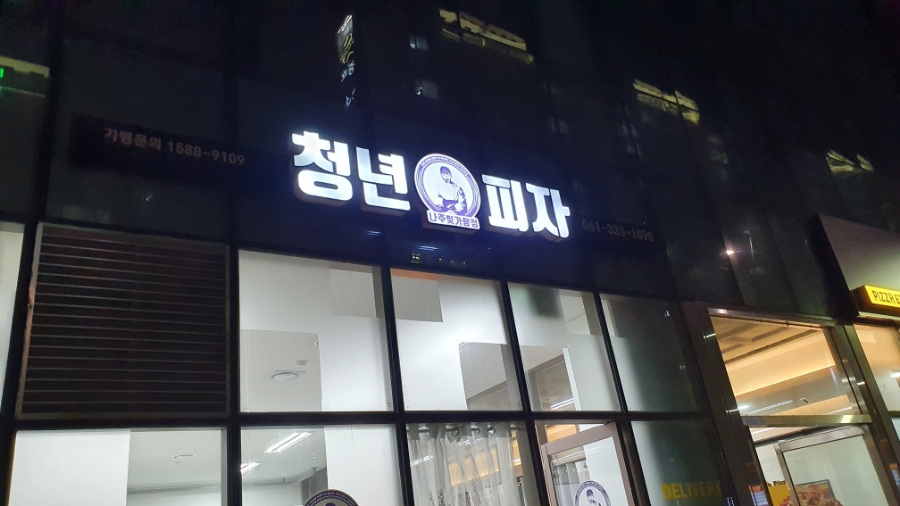 가맹문의 1588-9109
청년피자
나주빛가람점
061-333-1890
PIZZA E
DELIVERY